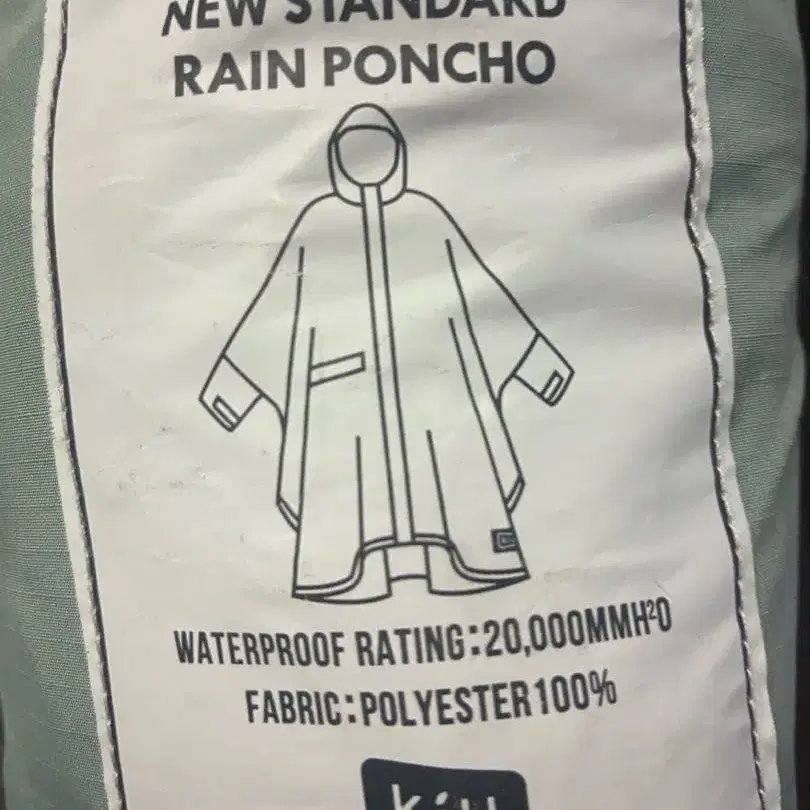 NEW STANDARD
RAIN PONCHO
WATERPROOF RATING:20,000MMH²O
FABRIC:POLYESTER100%